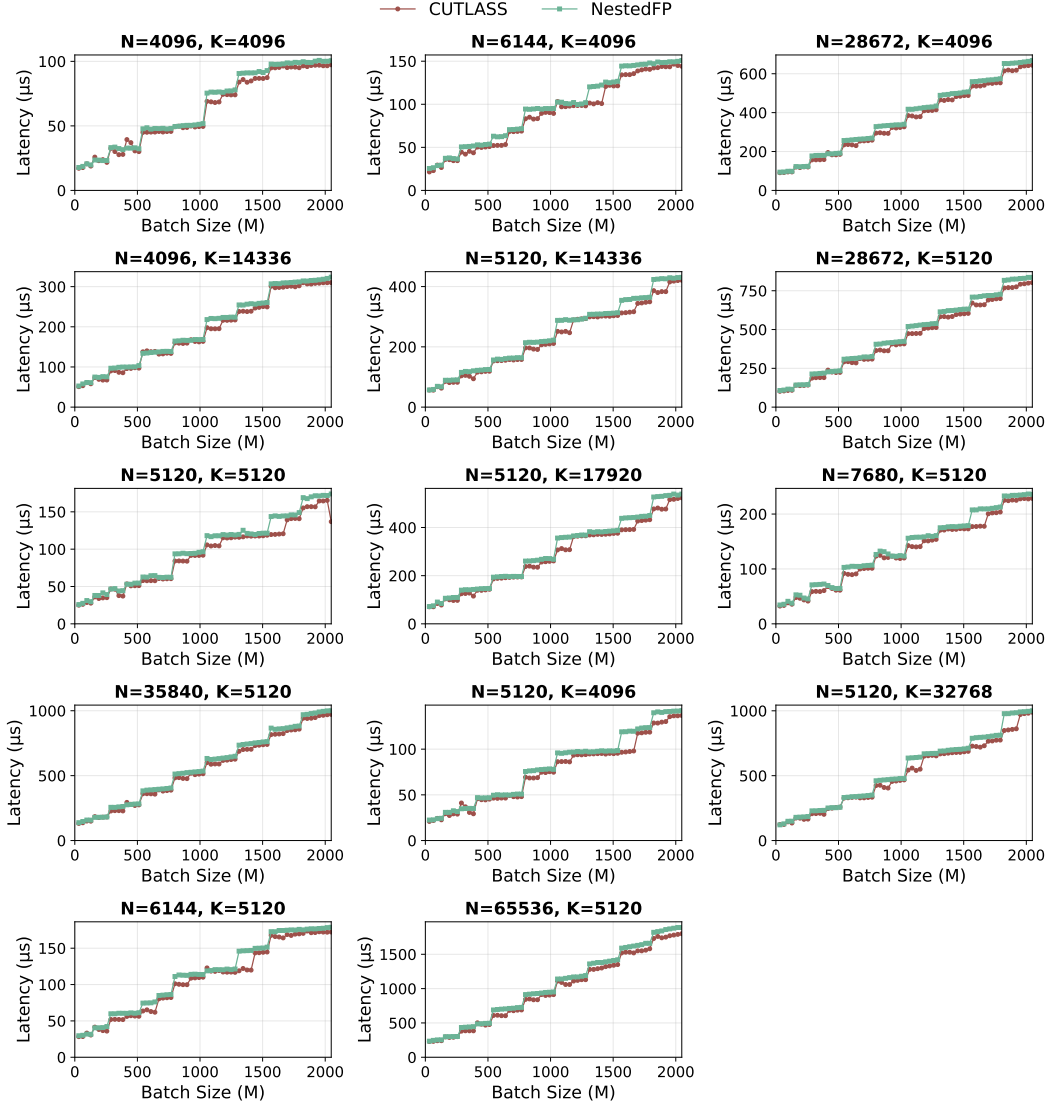 CUTLASS NestedFP
N=4096, K=4096
Latency (µs)
100
50
0
0 500 1000 1500 2000
Batch Size (M)
N=6144, K=4096
Latency (µs)
150
100
50
0
0 500 1000 1500 2000
Batch Size (M)
N=28672, K=4096
Latency (µs)
600
400
200
0
0 500 1000 1500 2000
Batch Size (M)
N=4096, K=14336
Latency (µs)
300
200
100
0
0 500 1000 1500 2000
Batch Size (M)
N=5120, K=14336
Latency (µs)
400
200
0
0 500 1000 1500 2000
Batch Size (M)
N=28672, K=5120
Latency (µs)
750
500
250
0
0 500 1000 1500 2000
Batch Size (M)
N=5120, K=5120
Latency (µs)
150
100
50
0
0 500 1000 1500 2000
Batch Size (M)
N=5120, K=17920
Latency (µs)
400
200
0
0 500 1000 1500 2000
Batch Size (M)
N=7680, K=5120
Latency (µs)
200
100
0
0 500 1000 1500 2000
Batch Size (M)
N=35840, K=5120
Latency (µs)
1000
500
0
0 500 1000 1500 2000
Batch Size (M)
N=5120, K=4096
Latency (µs)
100
50
0
0 500 1000 1500 2000
Batch Size (M)
N=5120, K=32768
Latency (µs)
1000
500
0
0 500 1000 1500 2000
Batch Size (M)
N=6144, K=5120
Latency (µs)
150
100
50
0
0 500 1000 1500 2000
Batch Size (M)
N=65536, K=5120
Latency (µs)
1500
1000
500
0
0 500 1000 1500 2000
Batch Size (M)